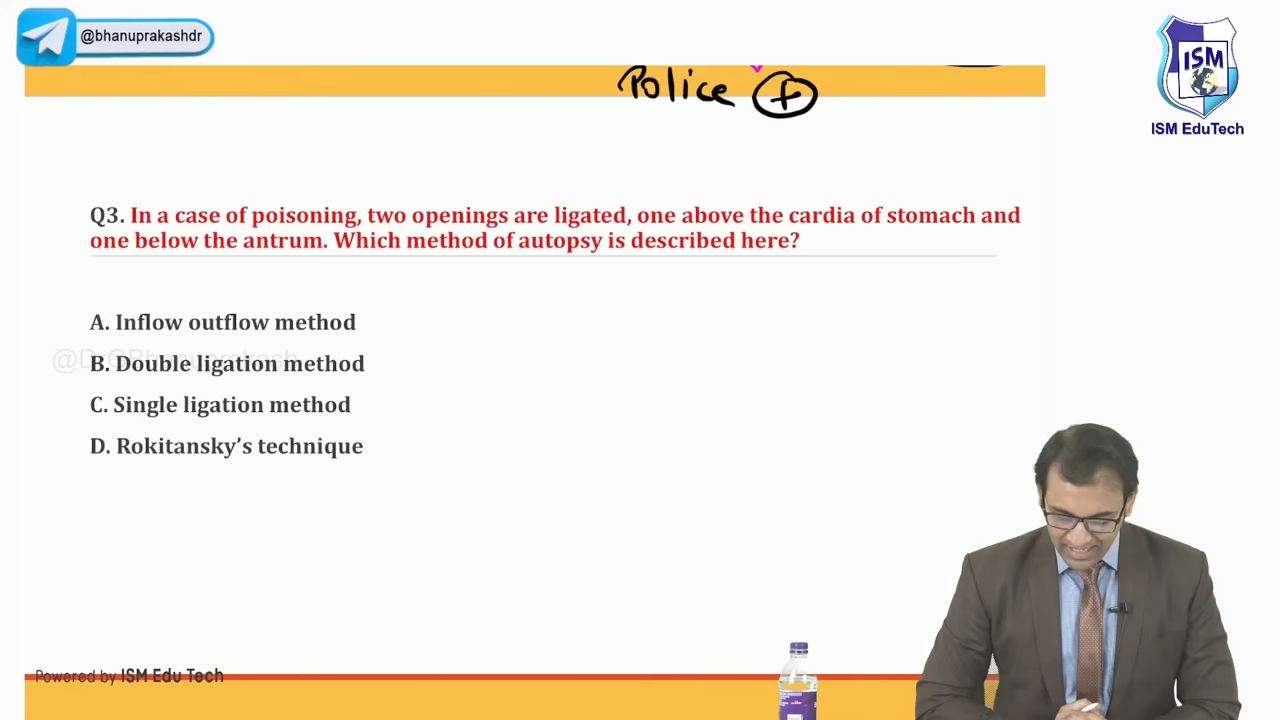 @bhanuprakashdr
ISM
ISM EduTech
Police +
Q3. In a case of poisoning, two openings are ligated, one above the cardia of stomach and
one below the antrum. Which method of autopsy is described here?
A. Inflow outflow method
@DrGBhanuprakash
B. Double ligation method
C. Single ligation method
D. Rokitansky’s technique
Powered by ISM Edu Tech